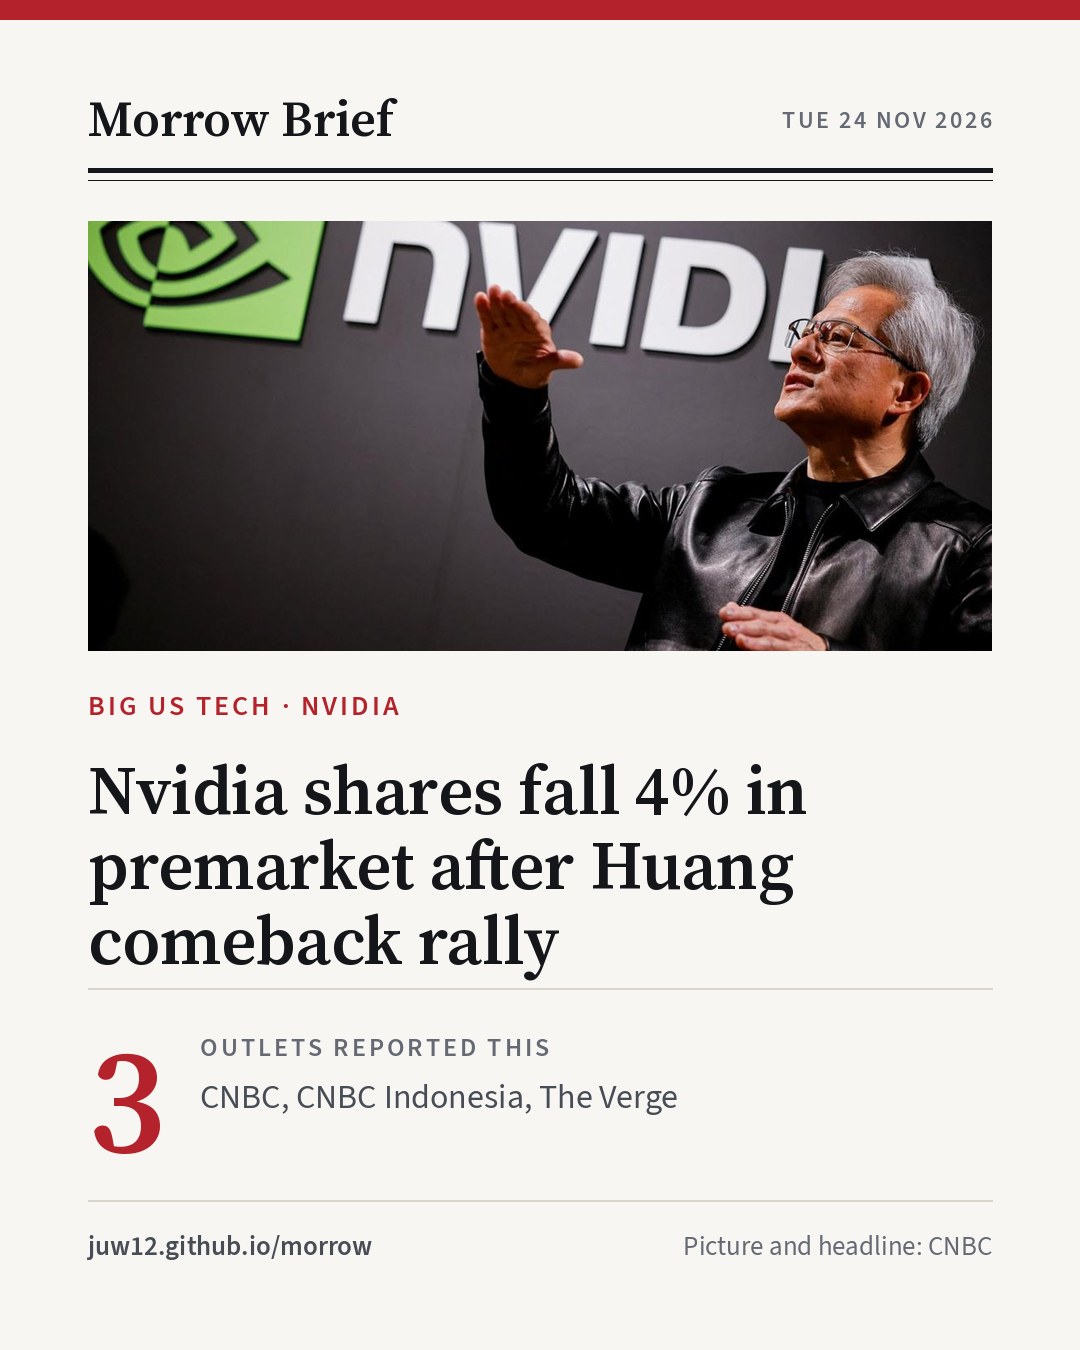 Morrow Brief
TUE 24 NOV 2026
nVIDI
BIG US TECH · NVIDIA
Nvidia shares fall 4% in
premarket after Huang
comeback rally
3
OUTLETS REPORTED THIS
CNBC, CNBC Indonesia, The Verge
juw12.github.io/morrow
Picture and headline: CNBC